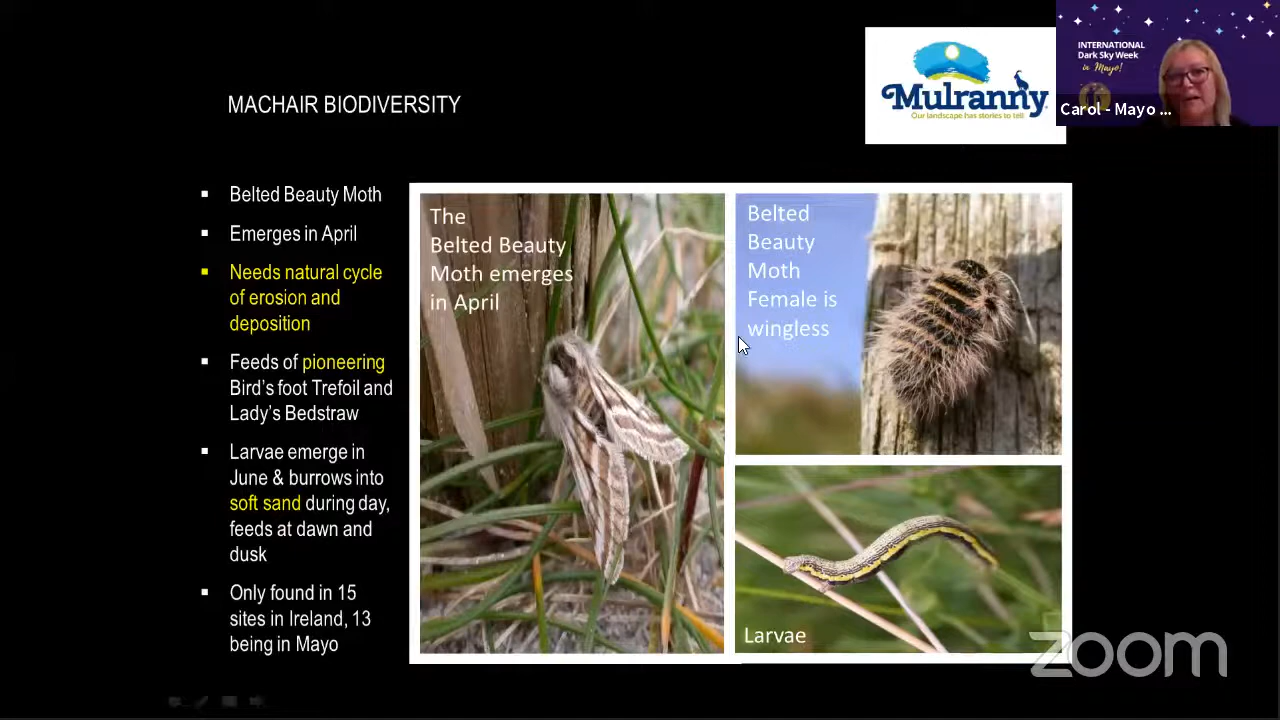 MACHAIR BIODIVERSITY
Mulranny
Our landscape has stories to tell
INTERNATIONAL
Dark Sky Week
in Mayo!
Carol - Mayo ...
Belted Beauty Moth
Emerges in April
Needs natural cycle
of erosion and
deposition
Feeds of pioneering
Bird's foot Trefoil and
Lady's Bedstraw
Larvae emerge in
June & burrows into
soft sand during day,
feeds at dawn and
dusk
Only found in 15
sites in Ireland, 13
being in Mayo
The
Belted Beauty
Moth emerges
in April
Belted
Beauty
Moth
Female is
wingless
Larvae
zoom